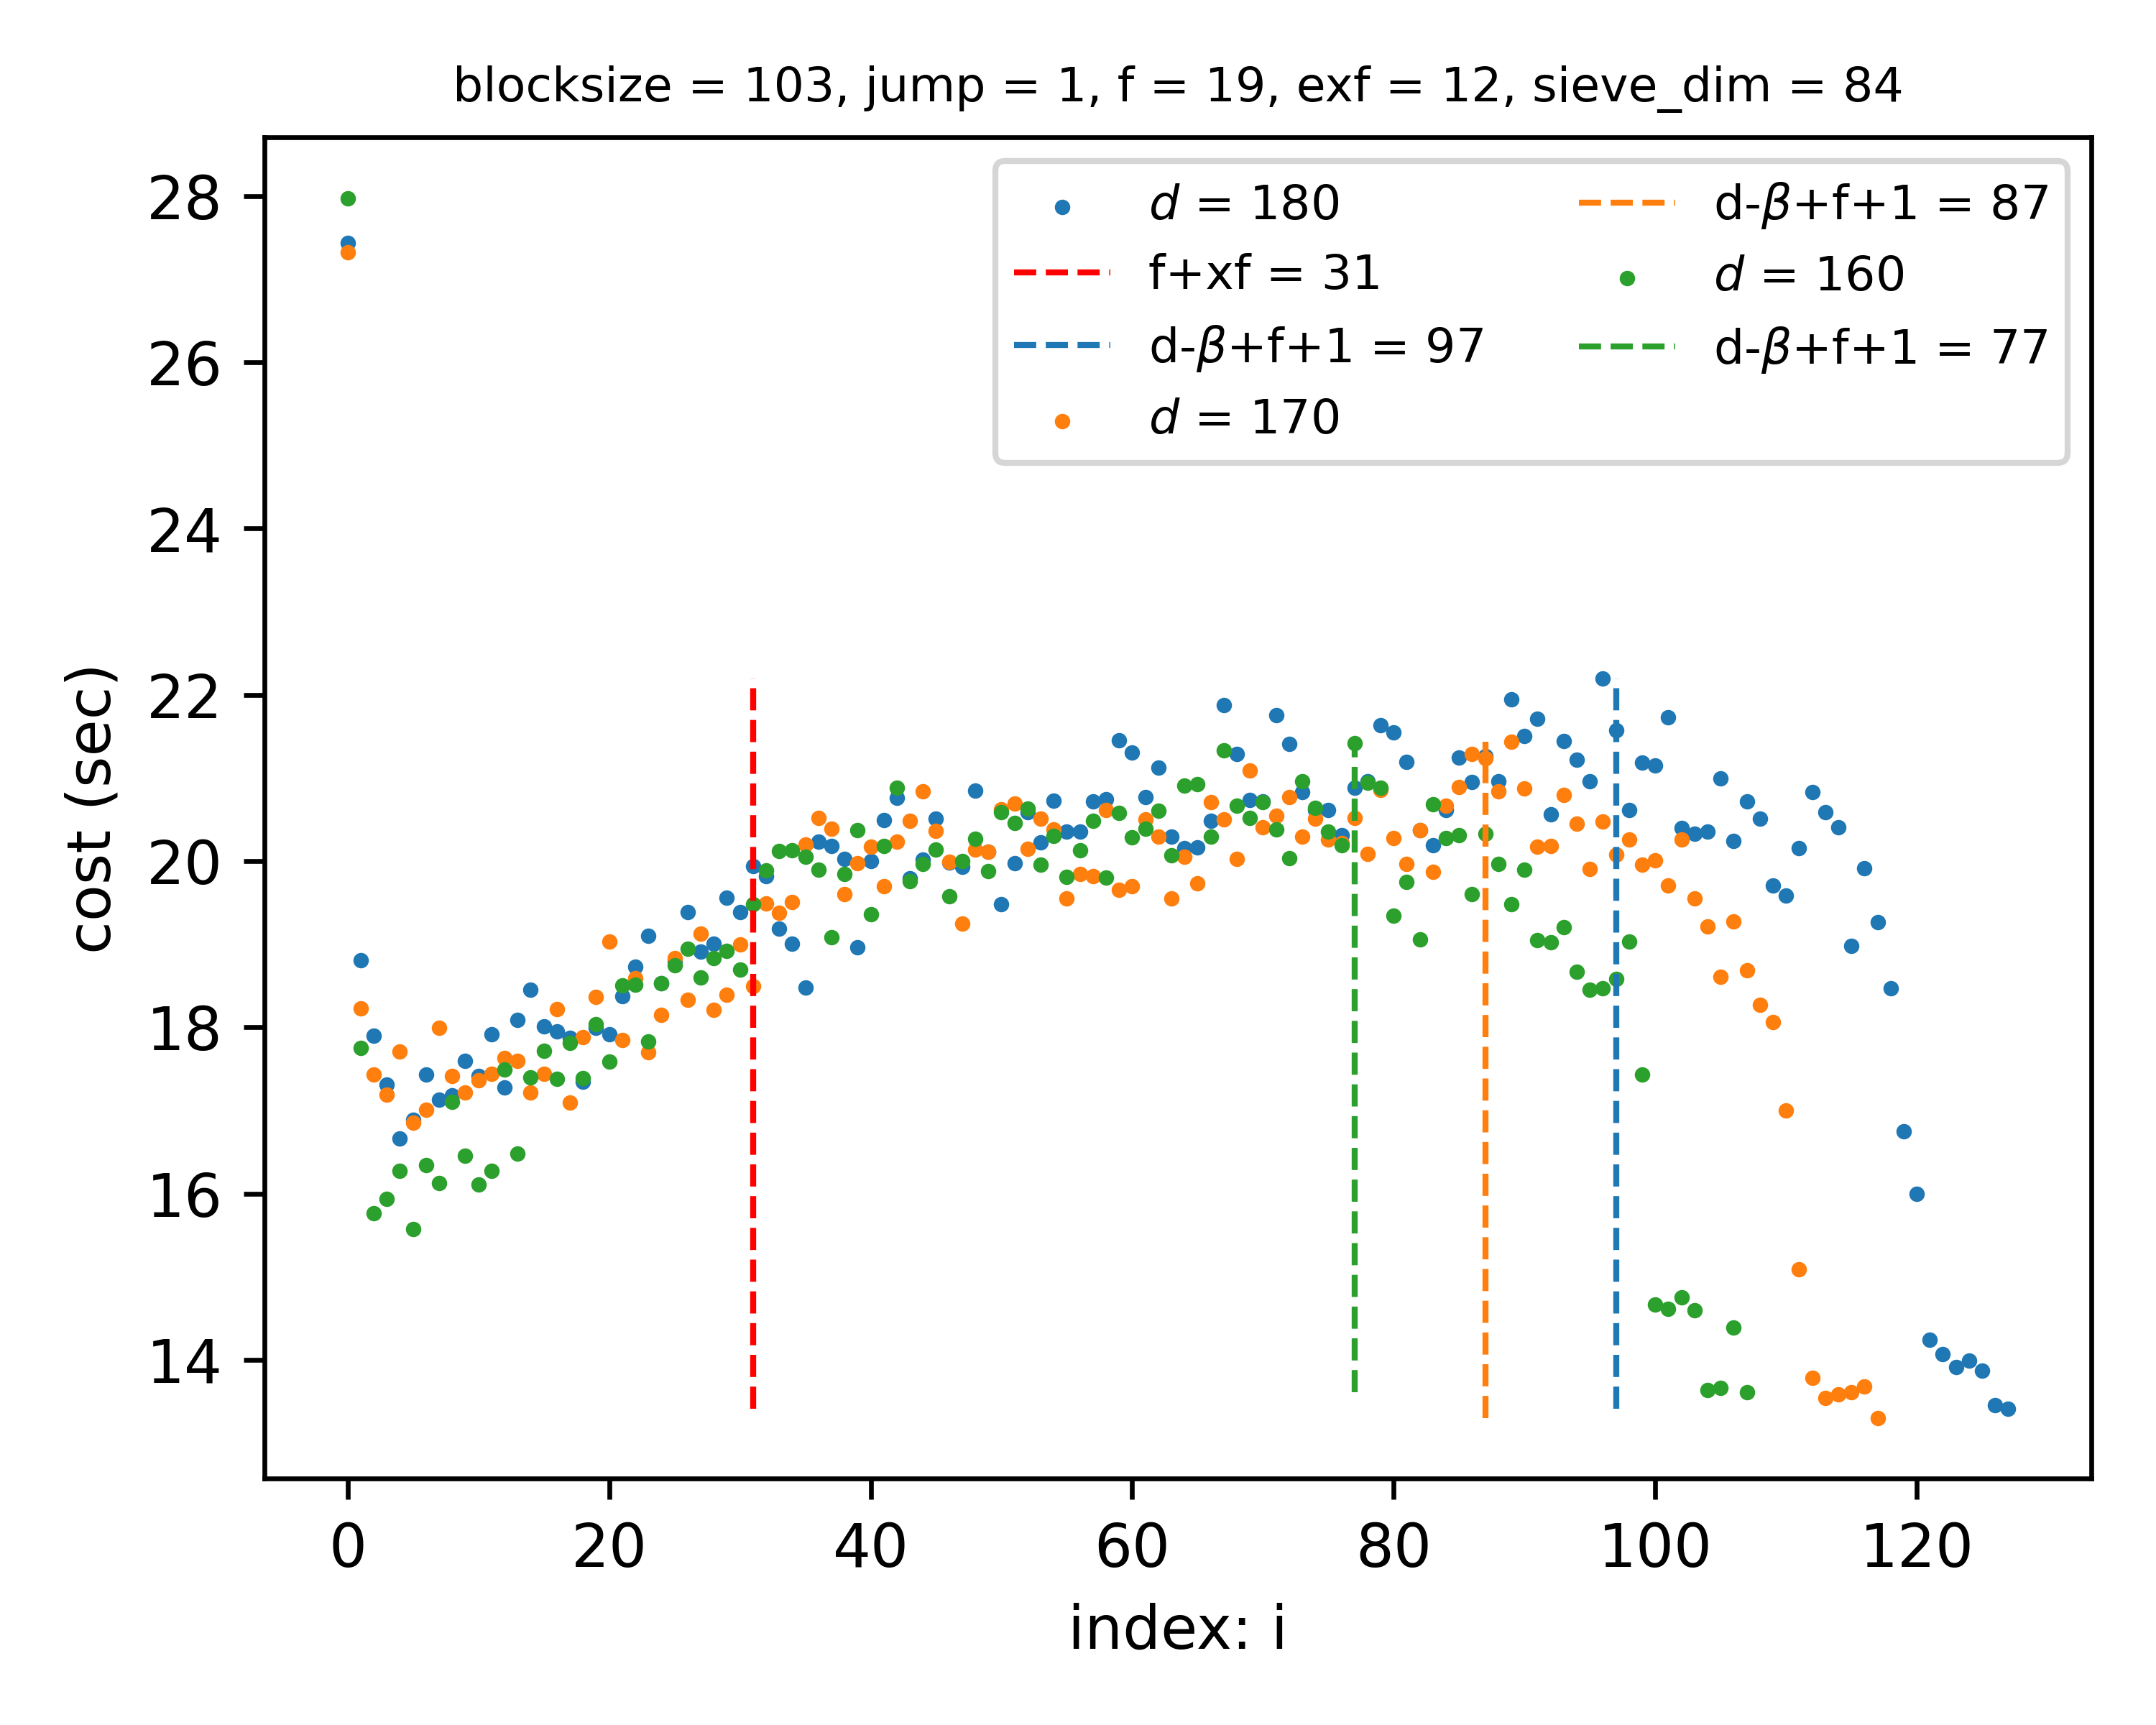 blocksize = 103, jump = 1, f = 19, exf = 12, sieve_dim = 84
d = 180
f+xf = 31
d-β+f+1 = 97
d = 170
d-β+f+1 = 87
d = 160
d-β+f+1 = 77
cost (sec)
28
26
24
22
20
18
16
14
0 20 40 60 80 100 120
index: i